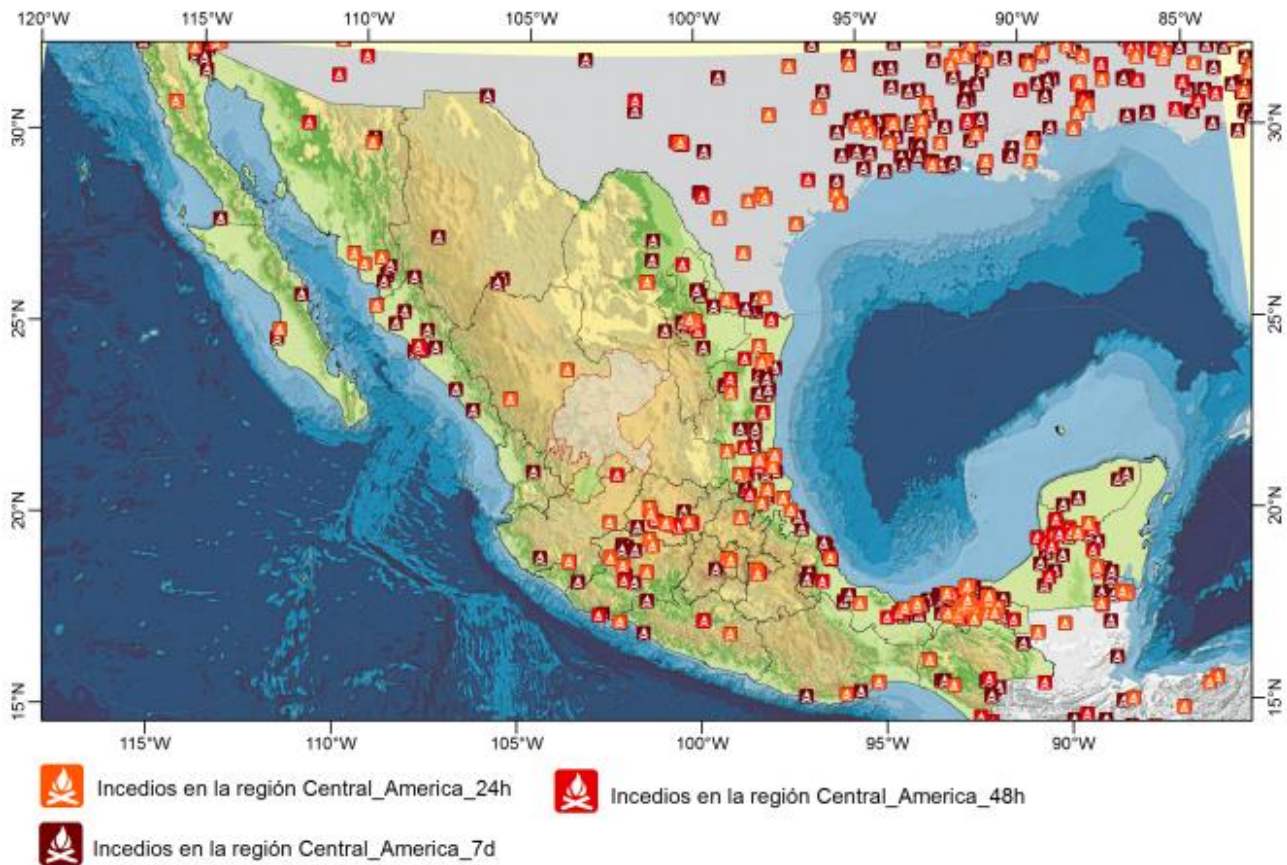 120°W 115°W 110°W 105°W 100°W 95°W 90°W 85°W
30°N 30°N
25°N 25°N
20°N 20°N
15°N 15°N
115°W 110°W 105°W 100°W 95°W 90°W
Incedios en la región Central_America_24h
Incedios en la región Central_America_48h
Incedios en la región Central_America_7d